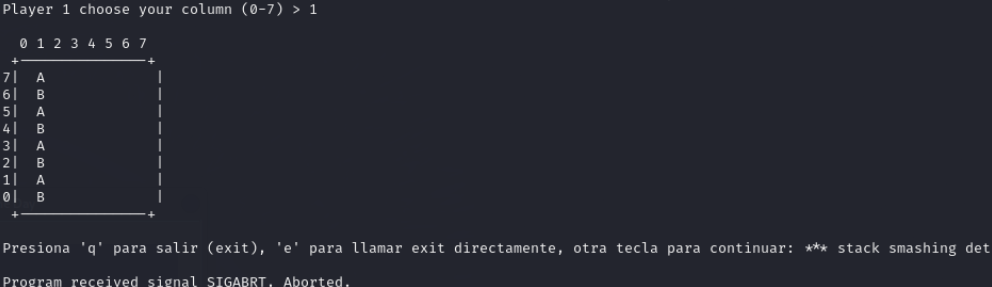 Player 1 choose your column (0-7) > 1
0 1 2 3 4 5 6 7
+———————————————+
7| A |
6| B |
5| A |
4| B |
3| A |
2| B |
1| A |
0| B |
+———————————————+
Presiona 'q' para salir (exit), 'e' para llamar exit directamente, otra tecla para continuar: *** stack smashing det
Program received signal SIGABRT, Aborted.